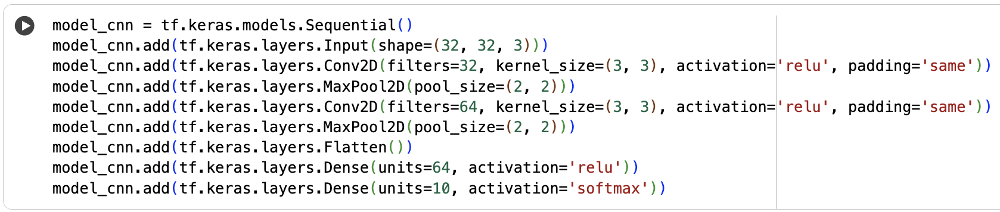 model_cnn = tf.keras.models.Sequential()
model_cnn.add(tf.keras.layers.Input(shape=(32, 32, 3)))
model_cnn.add(tf.keras.layers.Conv2D(filters=32, kernel_size=(3, 3), activation='relu', padding='same'))
model_cnn.add(tf.keras.layers.MaxPool2D(pool_size=(2, 2)))
model_cnn.add(tf.keras.layers.Conv2D(filters=64, kernel_size=(3, 3), activation='relu', padding='same'))
model_cnn.add(tf.keras.layers.MaxPool2D(pool_size=(2, 2)))
model_cnn.add(tf.keras.layers.Flatten())
model_cnn.add(tf.keras.layers.Dense(units=64, activation='relu'))
model_cnn.add(tf.keras.layers.Dense(units=10, activation='softmax'))